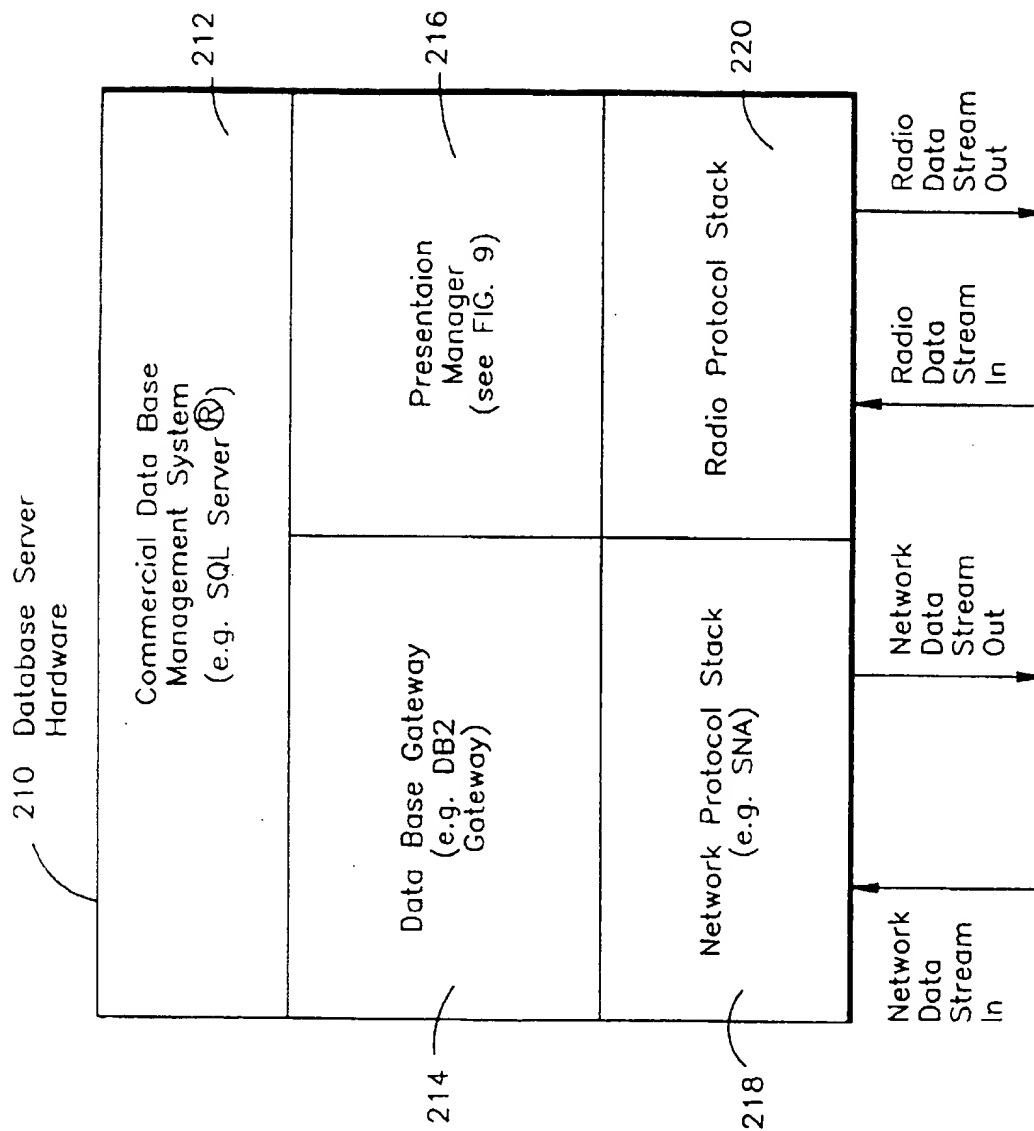 210 Database Server
Hardware
Commercial Data Base
Management System
(e.g. SQL Server®)
212
Data Base Gateway
(e.g. DB2
Gateway)
214
Presentaion
Manager
(see FIG. 9)
216
Network Protocol Stack
(e.g. SNA)
218
Radio Protocol Stack
220
Network
Data
Stream
In
Network
Data
Stream
Out
Radio
Data
Stream
In
Radio
Data
Stream
Out